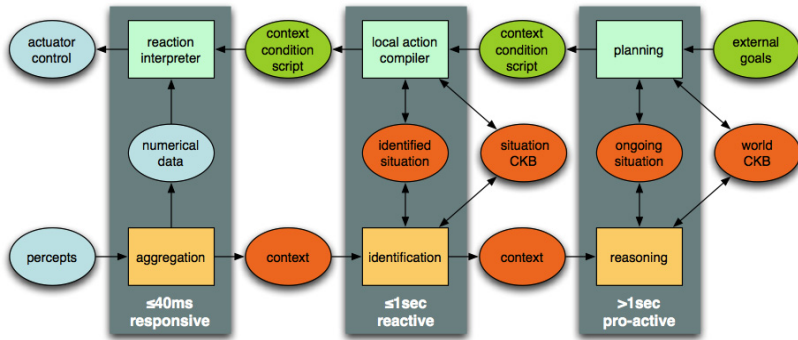 actuator
control
reaction
interpreter
context
condition
script
local action
compiler
context
condition
script
planning
external
goals
numerical
data
identified
situation
situation
CKB
ongoing
situation
world
CKB
percepts
aggregation
context
identification
context
reasoning
≤40ms
responsive
≤1sec
reactive
>1sec
pro-active